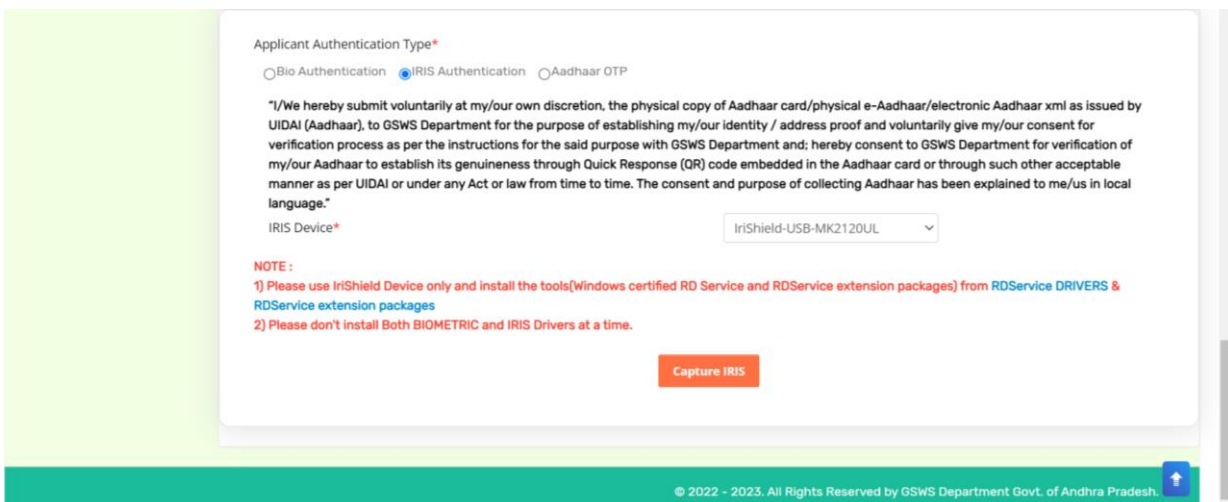 Applicant Authentication Type*
Bio Authentication IRIS Authentication Aadhaar OTP
“I/We hereby submit voluntarily at my/our own discretion, the physical copy of Aadhaar card/physical e-Aadhaar/electronic Aadhaar xml as issued by
UIDAI (Aadhaar), to GSWS Department for the purpose of establishing my/our identity / address proof and voluntarily give my/our consent for
verification process as per the instructions for the said purpose with GSWS Department and; hereby consent to GSWS Department for verification of
my/our Aadhaar to establish its genuineness through Quick Response (QR) code embedded in the Aadhaar card or through such other acceptable
manner as per UIDAI or under any Act or law from time to time. The consent and purpose of collecting Aadhaar has been explained to me/us in local
language.”
IRIS Device* IriShield-USB-MK2120UL
NOTE :
1) Please use IriShield Device only and install the tools(Windows certified RD Service and RDService extension packages) from RDService DRIVERS &
RDService extension packages
2) Please don't install Both BIOMETRIC and IRIS Drivers at a time.
Capture IRIS
© 2022 - 2023. All Rights Reserved by GSWS Department Govt. of Andhra Pradesh.